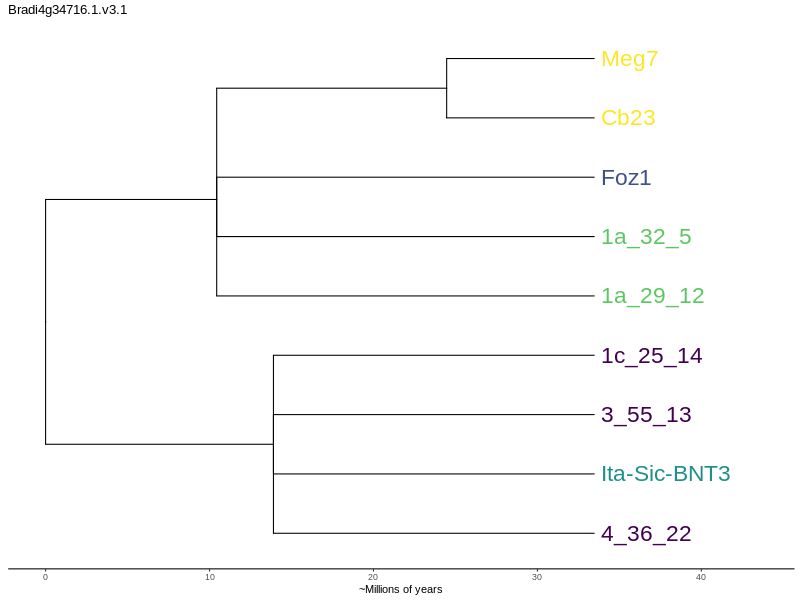 Bradi4g34716.1.v3.1
Meg7
Cb23
Foz1
1a_32_5
1a_29_12
1c_25_14
3_55_13
Ita-Sic-BNT3
4_36_22
0 10 20 30 40
~Millions of years